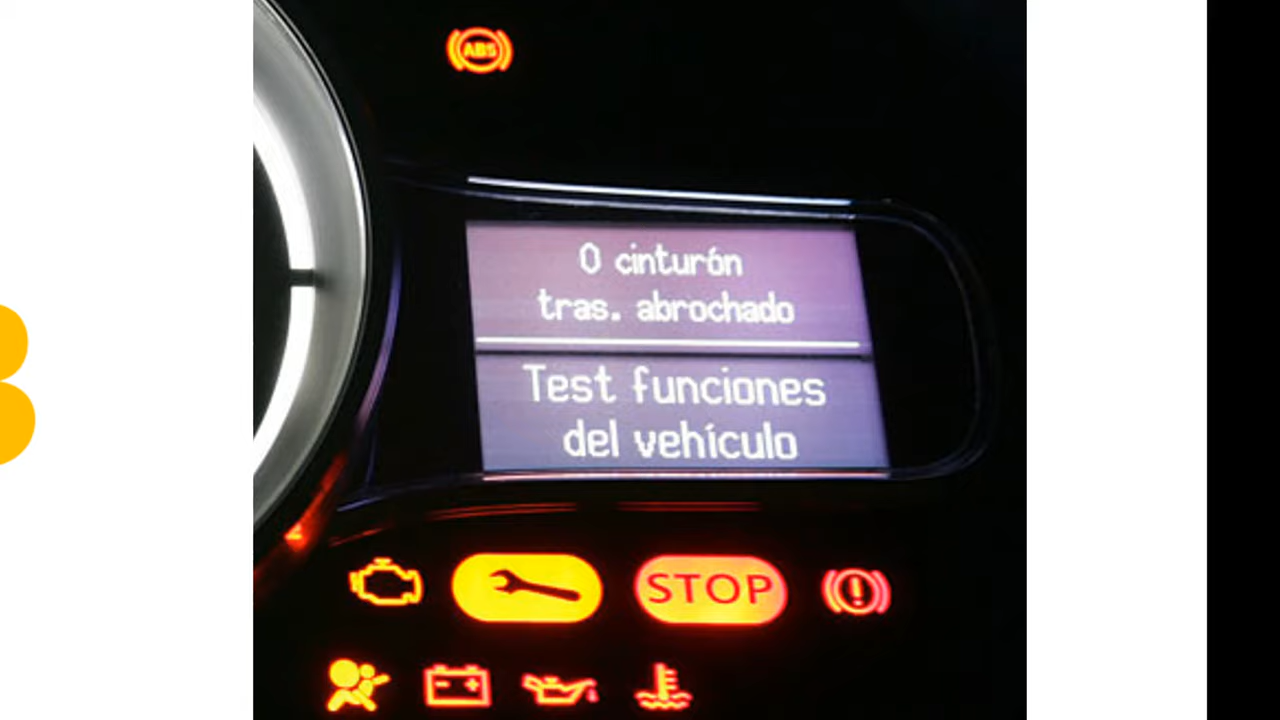 ABS
0 cinturón
tras. abrochado
Test funciones
del vehículo
STOP